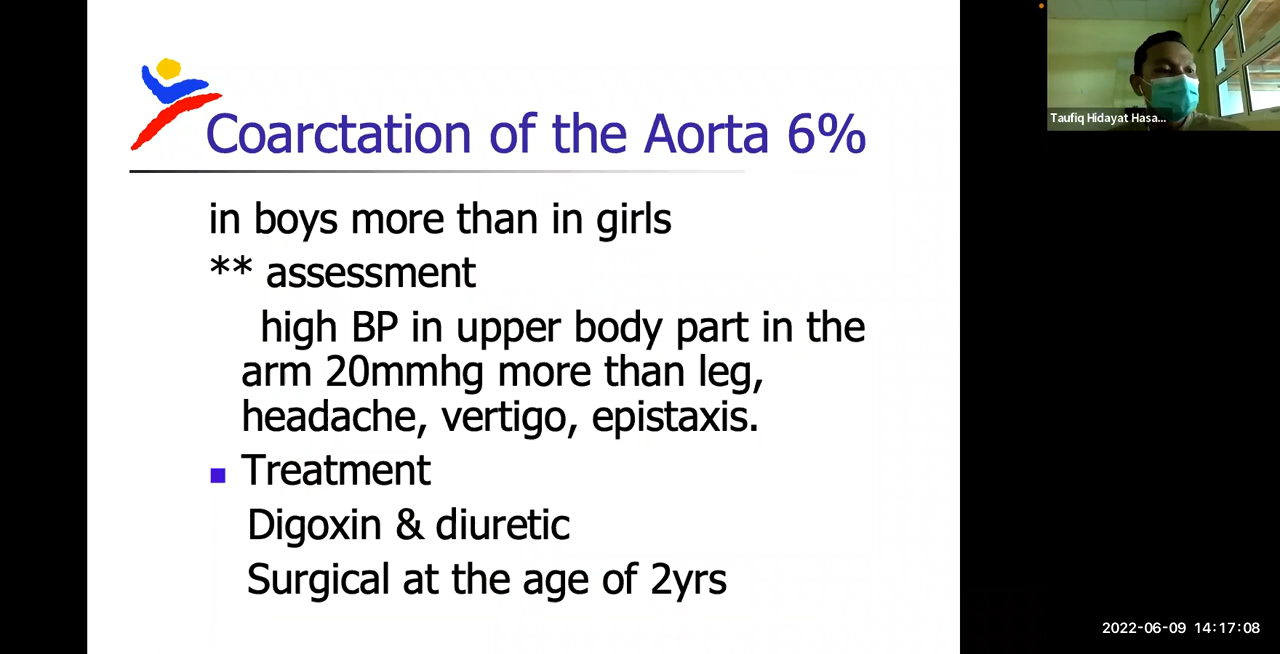 Coarctation of the Aorta 6%
in boys more than in girls
** assessment
high BP in upper body part in the
arm 20mmhg more than leg,
headache, vertigo, epistaxis.
Treatment
Digoxin & diuretic
Surgical at the age of 2yrs
Taufiq Hidayat Hasa...
2022-06-09 14:17:08